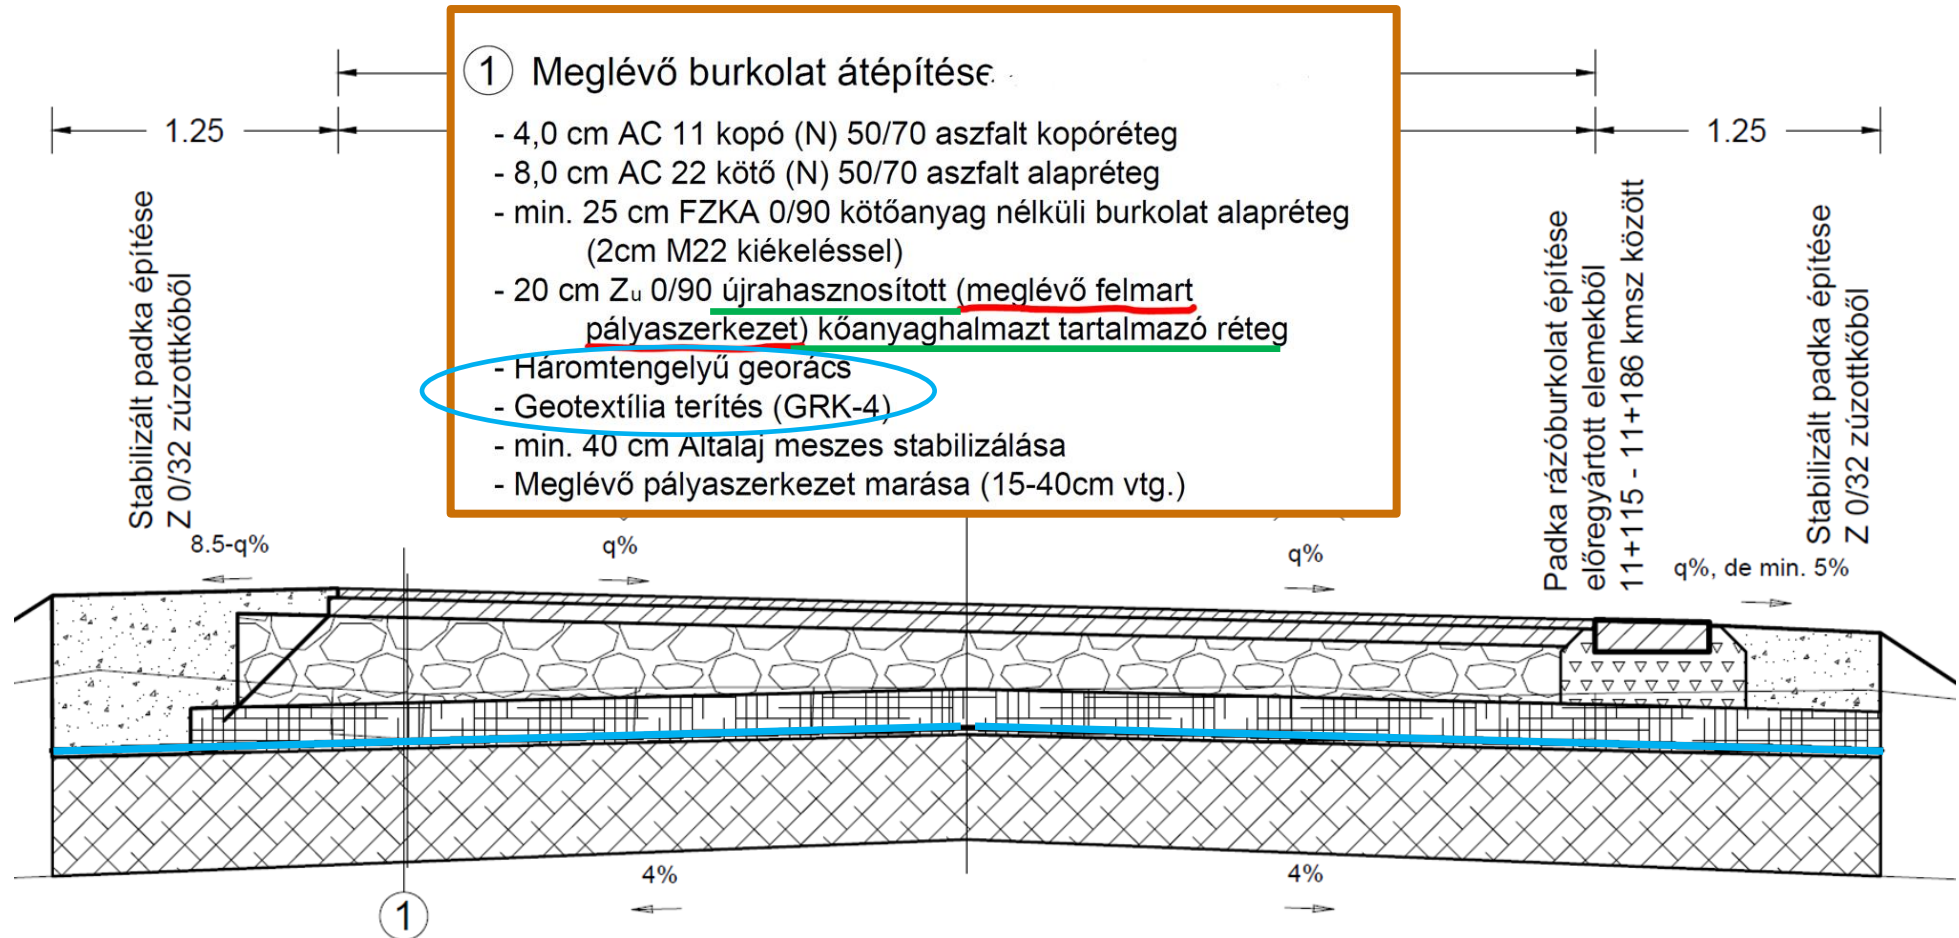 ① Meglévő burkolat átépítése
- 4,0 cm AC 11 kopó (N) 50/70 aszfalt kopóréteg
- 8,0 cm AC 22 kötő (N) 50/70 aszfalt alapréteg
- min. 25 cm FZKA 0/90 kötőanyag nélküli burkolat alapréteg
(2cm M22 kiékeléssel)
- 20 cm Zu 0/90 újrahasznosított (meglévő felmart
pályaszerkezet) kőanyaghalmazt tartalmazó réteg
- Háromtengelyű georács
- Geotextília terítés (GRK-4)
- min. 40 cm Altalaj meszes stabilizálása
- Meglévő pályaszerkezet marása (15-40cm vtg.)
1.25
1.25
Stabilizált padka építése
Z 0/32 zúzottkőből
Padka rázóburkolat építése
előregyártott elemekből
11+115 - 11+186 kmsz között
Stabilizált padka építése
Z 0/32 zúzottkőből
8.5-q%
q%
q%
q%, de min. 5%
4%
4%
1